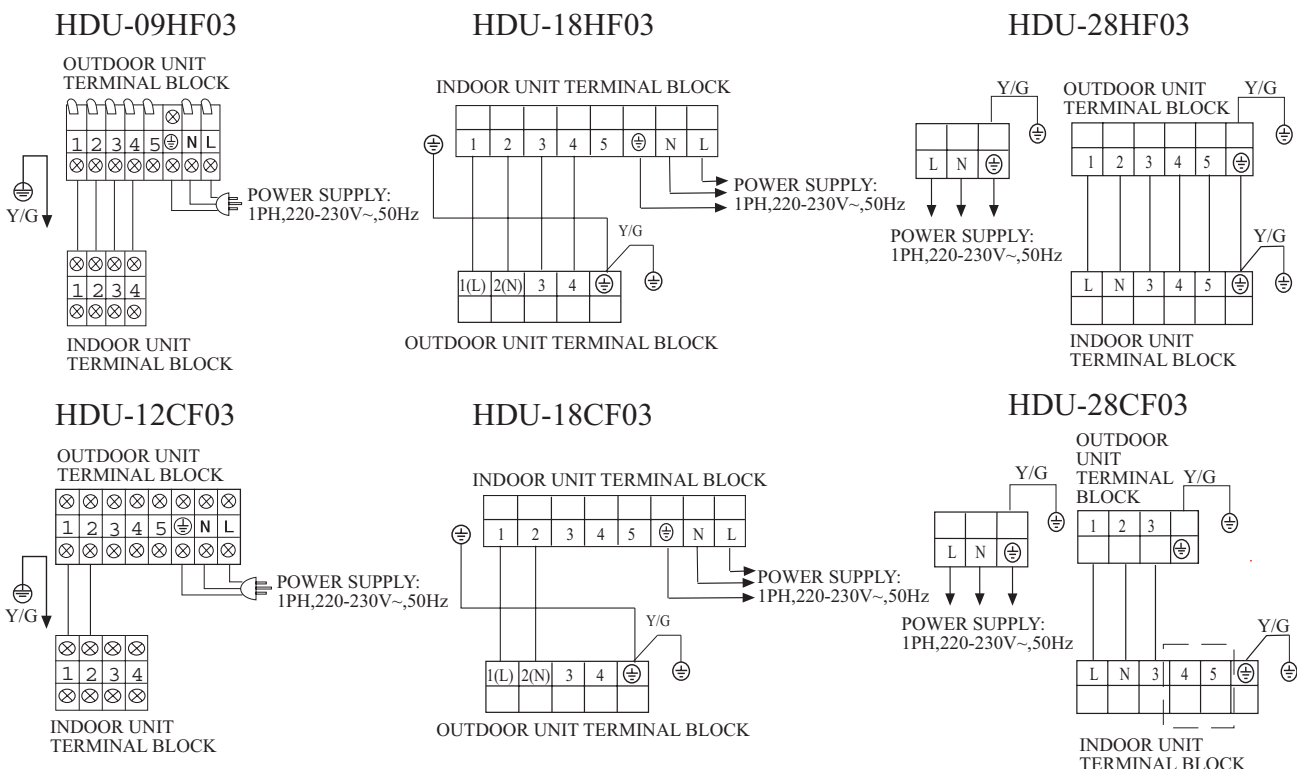 HDU-09HF03
OUTDOOR UNIT
TERMINAL BLOCK
1 2 3 4 5 N L
Y/G
POWER SUPPLY:
1PH,220-230V~,50Hz
1 2 3 4
INDOOR UNIT
TERMINAL BLOCK
HDU-18HF03
INDOOR UNIT TERMINAL BLOCK
1 2 3 4 5 N L
POWER SUPPLY:
1PH,220-230V~,50Hz
Y/G
1(L) 2(N) 3 4
OUTDOOR UNIT TERMINAL BLOCK
HDU-28HF03
Y/G
L N
POWER SUPPLY:
1PH,220-230V~,50Hz
OUTDOOR UNIT
TERMINAL BLOCK
Y/G
1 2 3 4 5
Y/G
L N 3 4 5
INDOOR UNIT
TERMINAL BLOCK
HDU-12CF03
OUTDOOR UNIT
TERMINAL BLOCK
1 2 3 4 5 N L
Y/G
POWER SUPPLY:
1PH,220-230V~,50Hz
1 2 3 4
INDOOR UNIT
TERMINAL BLOCK
HDU-18CF03
INDOOR UNIT TERMINAL BLOCK
1 2 3 4 5 N L
POWER SUPPLY:
1PH,220-230V~,50Hz
Y/G
1(L) 2(N) 3 4
OUTDOOR UNIT TERMINAL BLOCK
HDU-28CF03
Y/G
L N
POWER SUPPLY:
1PH,220-230V~,50Hz
OUTDOOR
UNIT
TERMINAL
BLOCK
Y/G
1 2 3
Y/G
L N 3 4 5
INDOOR UNIT
TERMINAL BLOCK